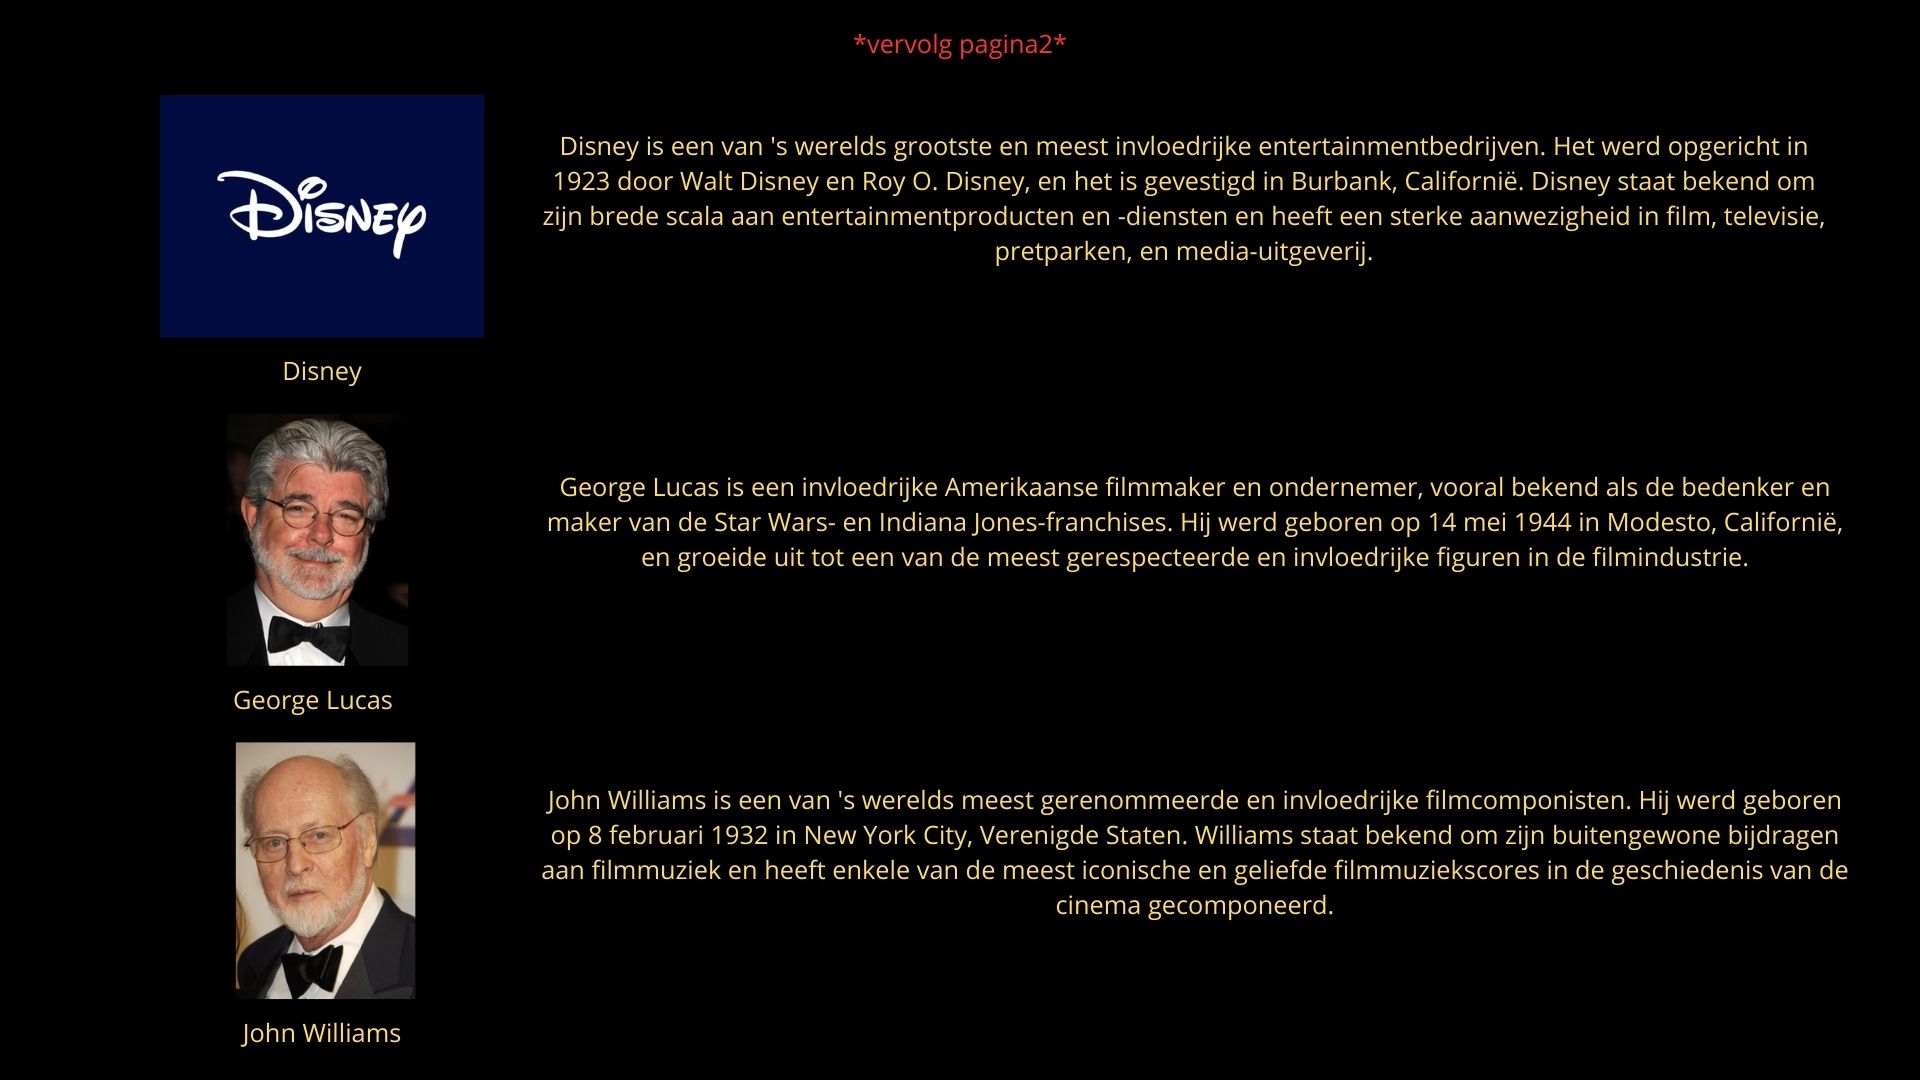 *vervolg pagina2*
Disney
Disney is een van 's werelds grootste en meest invloedrijke entertainmentbedrijven. Het werd opgericht in
1923 door Walt Disney en Roy O. Disney, en het is gevestigd in Burbank, Californië. Disney staat bekend om
zijn brede scala aan entertainmentproducten en -diensten en heeft een sterke aanwezigheid in film, televisie,
pretparken, en media-uitgeverij.
Disney
George Lucas is een invloedrijke Amerikaanse filmmaker en ondernemer, vooral bekend als de bedenker en
maker van de Star Wars- en Indiana Jones-franchises. Hij werd geboren op 14 mei 1944 in Modesto, Californië,
en groeide uit tot een van de meest gerespecteerde en invloedrijke figuren in de filmindustrie.
George Lucas
John Williams is een van 's werelds meest gerenommeerde en invloedrijke filmcomponisten. Hij werd geboren
op 8 februari 1932 in New York City, Verenigde Staten. Williams staat bekend om zijn buitengewone bijdragen
aan filmmuziek en heeft enkele van de meest iconische en geliefde filmmuziekscores in de geschiedenis van de
cinema gecomponeerd.
John Williams